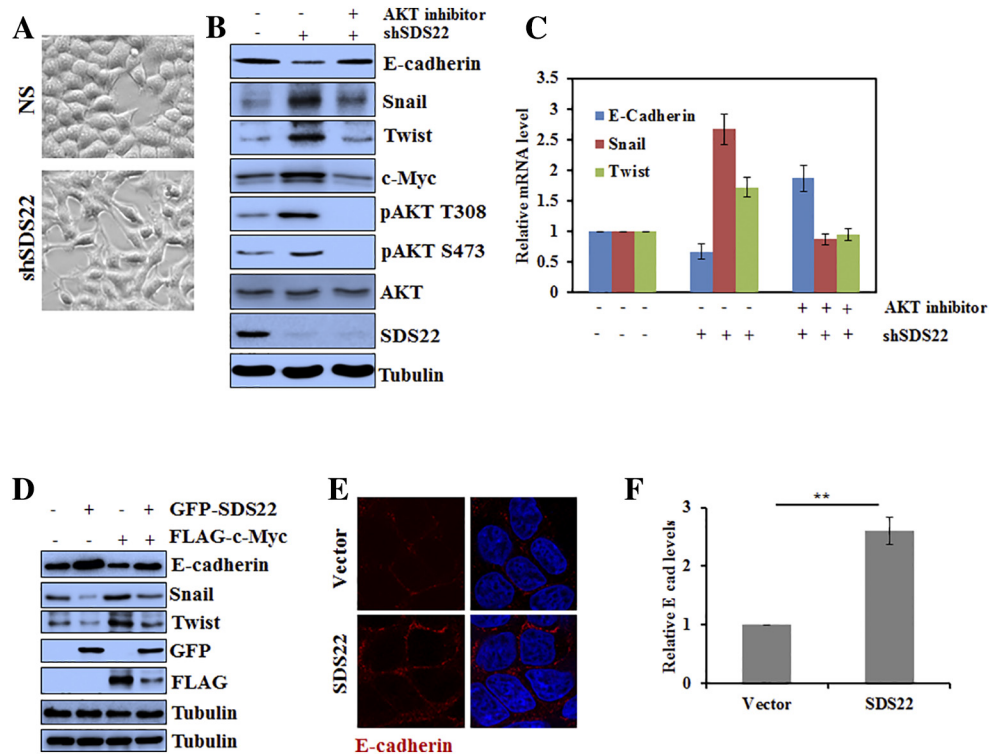 A
NS
shSDS22
B
- - + AKT inhibitor
- + + shSDS22
E-cadherin
Snail
Twist
c-Myc
pAKT T308
pAKT S473
AKT
SDS22
Tubulin
C
Relative mRNA level
3.5
3
2.5
2
1.5
1
0.5
0
E-Cadherin
Snail
Twist
- - - - - - + + + AKT inhibitor
- - - + + + + + + shSDS22
D
- + - + GFP-SDS22
- - + + FLAG-c-Myc
E-cadherin
Snail
Twist
GFP
FLAG
Tubulin
Tubulin
E
Vector
SDS22
E-cadherin
F
Relative E cad levels
3
2
1
0
**
Vector
SDS22